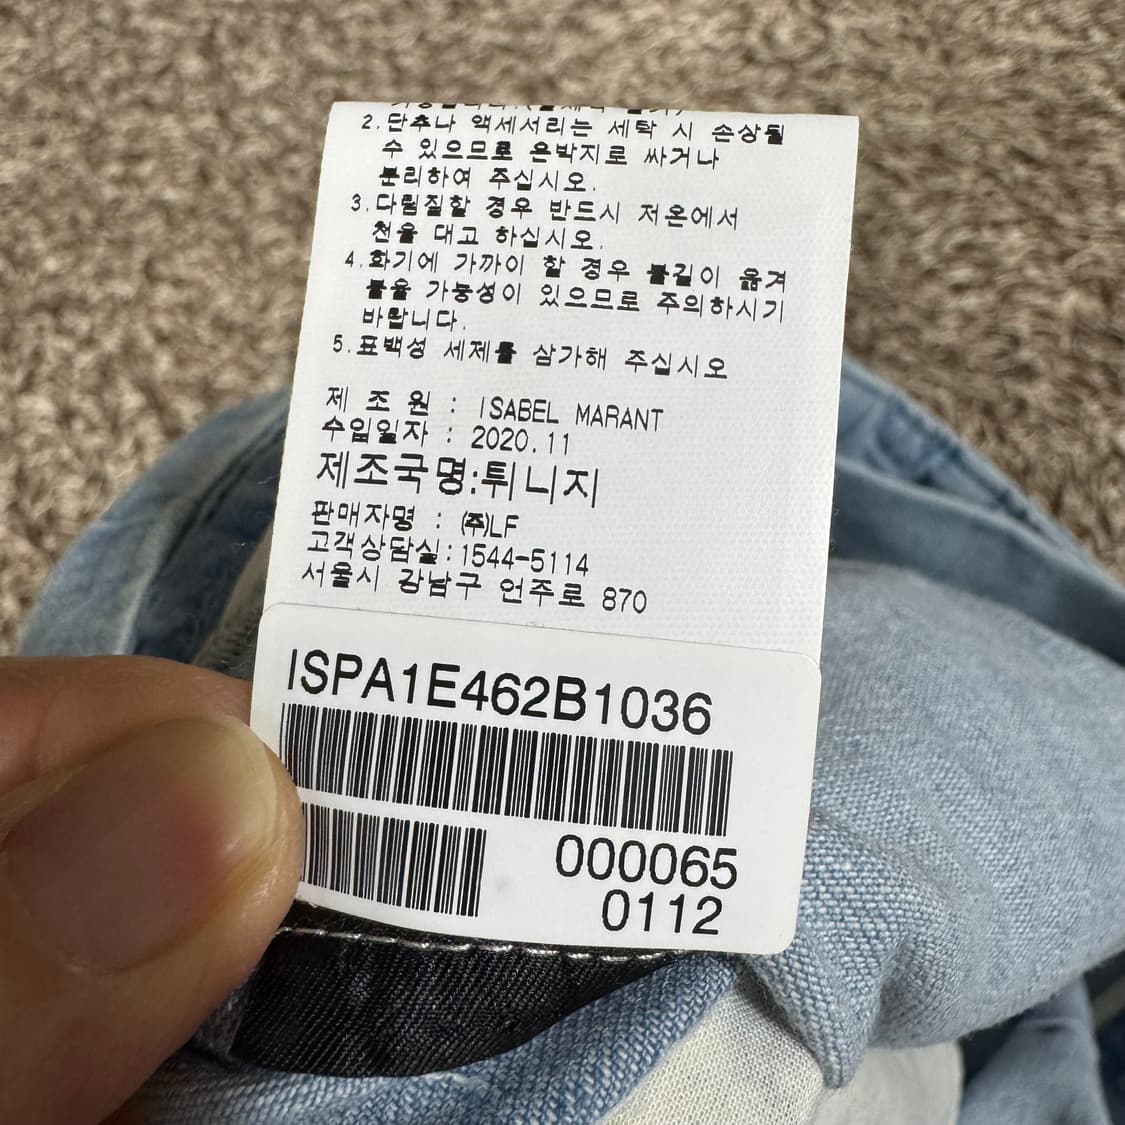 2.단추나 액세서리는 세탁 시 손상될
수 있으므로 은박지로 싸거나
분리하여 주십시오.
3.다림질할 경우 반드시 저온에서
천을 대고 하십시오.
4.화기에 가까이 할 경우 불길이 옮겨
붙을 가능성이 있으므로 주의하시기
바랍니다.
5.표백성 세제를 삼가해 주십시오
제 조 원 : ISABEL MARANT
수입일자 : 2020.11
제조국명:튀니지
판매자명 : (주)LF
고객상담실:1544-5114
서울시 강남구 언주로 870
ISPA1E462B1036
000065
0112